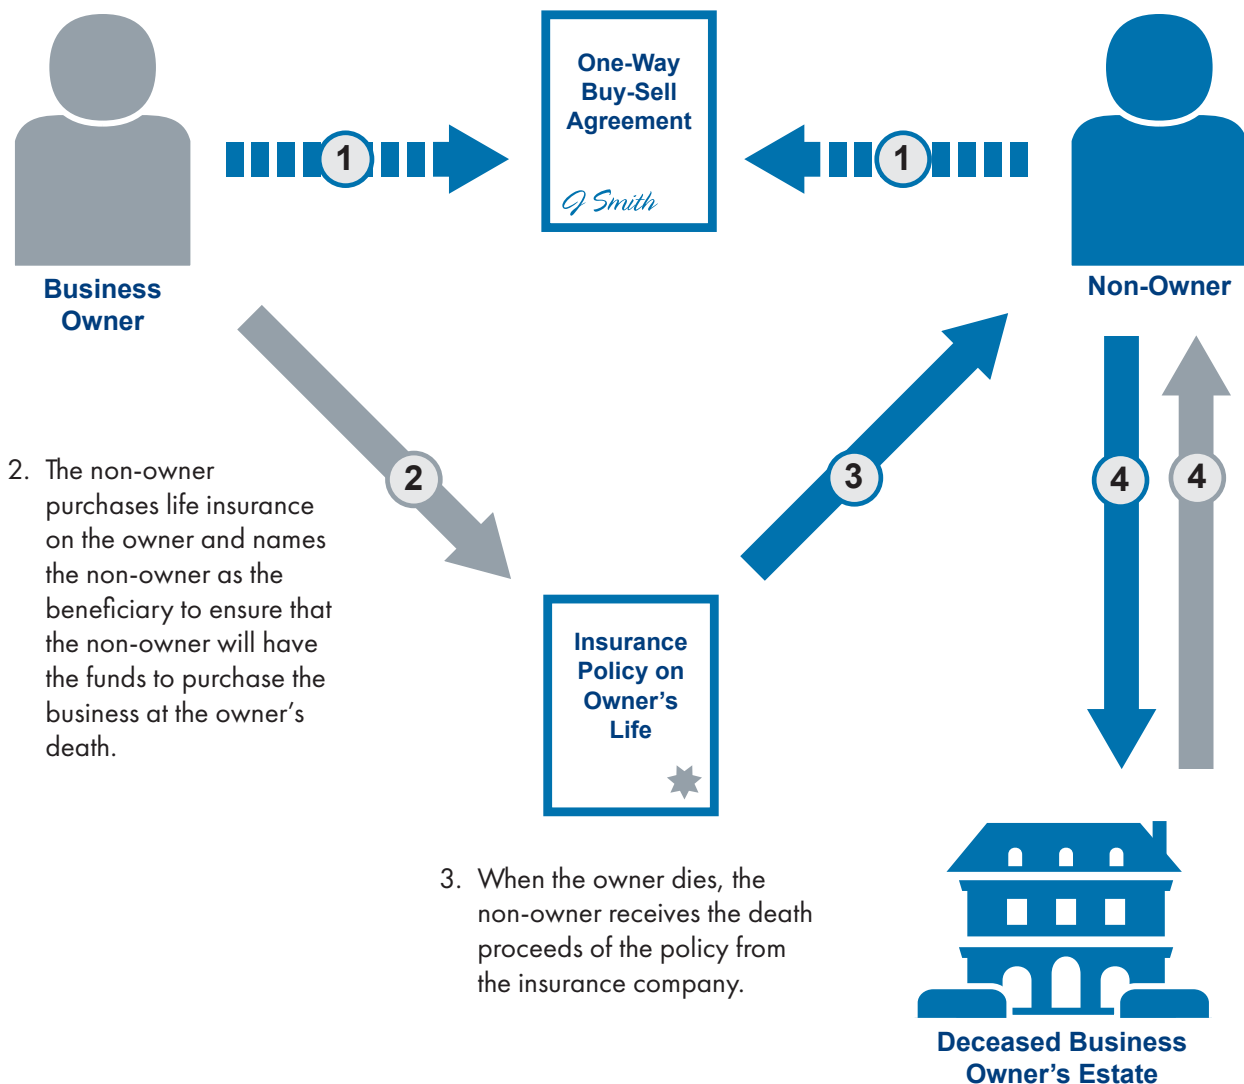 One-Way
Buy-Sell
Agreement
J Smith
1
1
Business
Owner
Non-Owner
2
3
4
4
2. The non-owner
purchases life insurance
on the owner and names
the non-owner as the
beneficiary to ensure that
the non-owner will have
the funds to purchase the
business at the owner's
death.
Insurance
Policy on
Owner's
Life
3. When the owner dies, the
non-owner receives the death
proceeds of the policy from
the insurance company.
Deceased Business
Owner's Estate